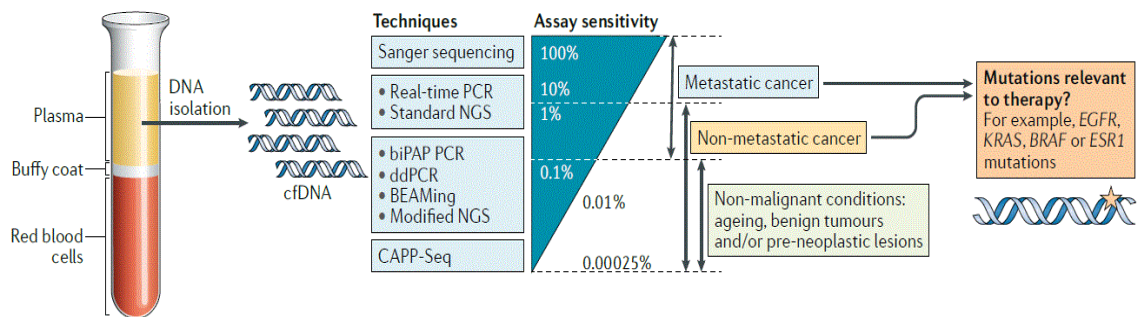 Plasma
Buffy coat
Red blood
cells
DNA
isolation
cfDNA
Techniques
Sanger sequencing
• Real-time PCR
• Standard NGS
• biPAP PCR
• ddPCR
• BEAMing
• Modified NGS
CAPP-Seq
Assay sensitivity
100%
10%
1%
0.1%
0.01%
0.00025%
Metastatic cancer
Non-metastatic cancer
Non-malignant conditions:
ageing, benign tumours
and/or pre-neoplastic lesions
Mutations relevant
to therapy?
For example, EGFR,
KRAS, BRAF or ESR1
mutations